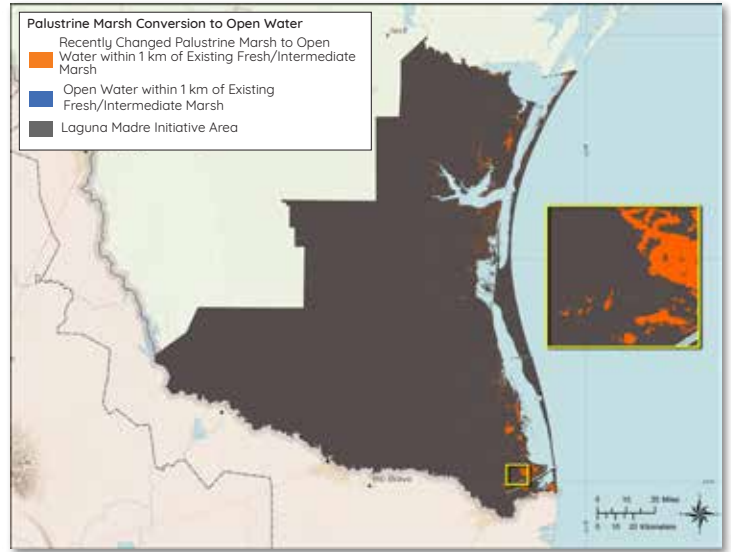 Palustrine Marsh Conversion to Open Water
Recently Changed Palustrine Marsh to Open
Water within 1 km of Existing Fresh/Intermediate
Marsh
Open Water within 1 km of Existing
Fresh/Intermediate Marsh
Laguna Madre Initiative Area
Rio Bravo
0 10 20 Miles
0 10 20 Kilometers